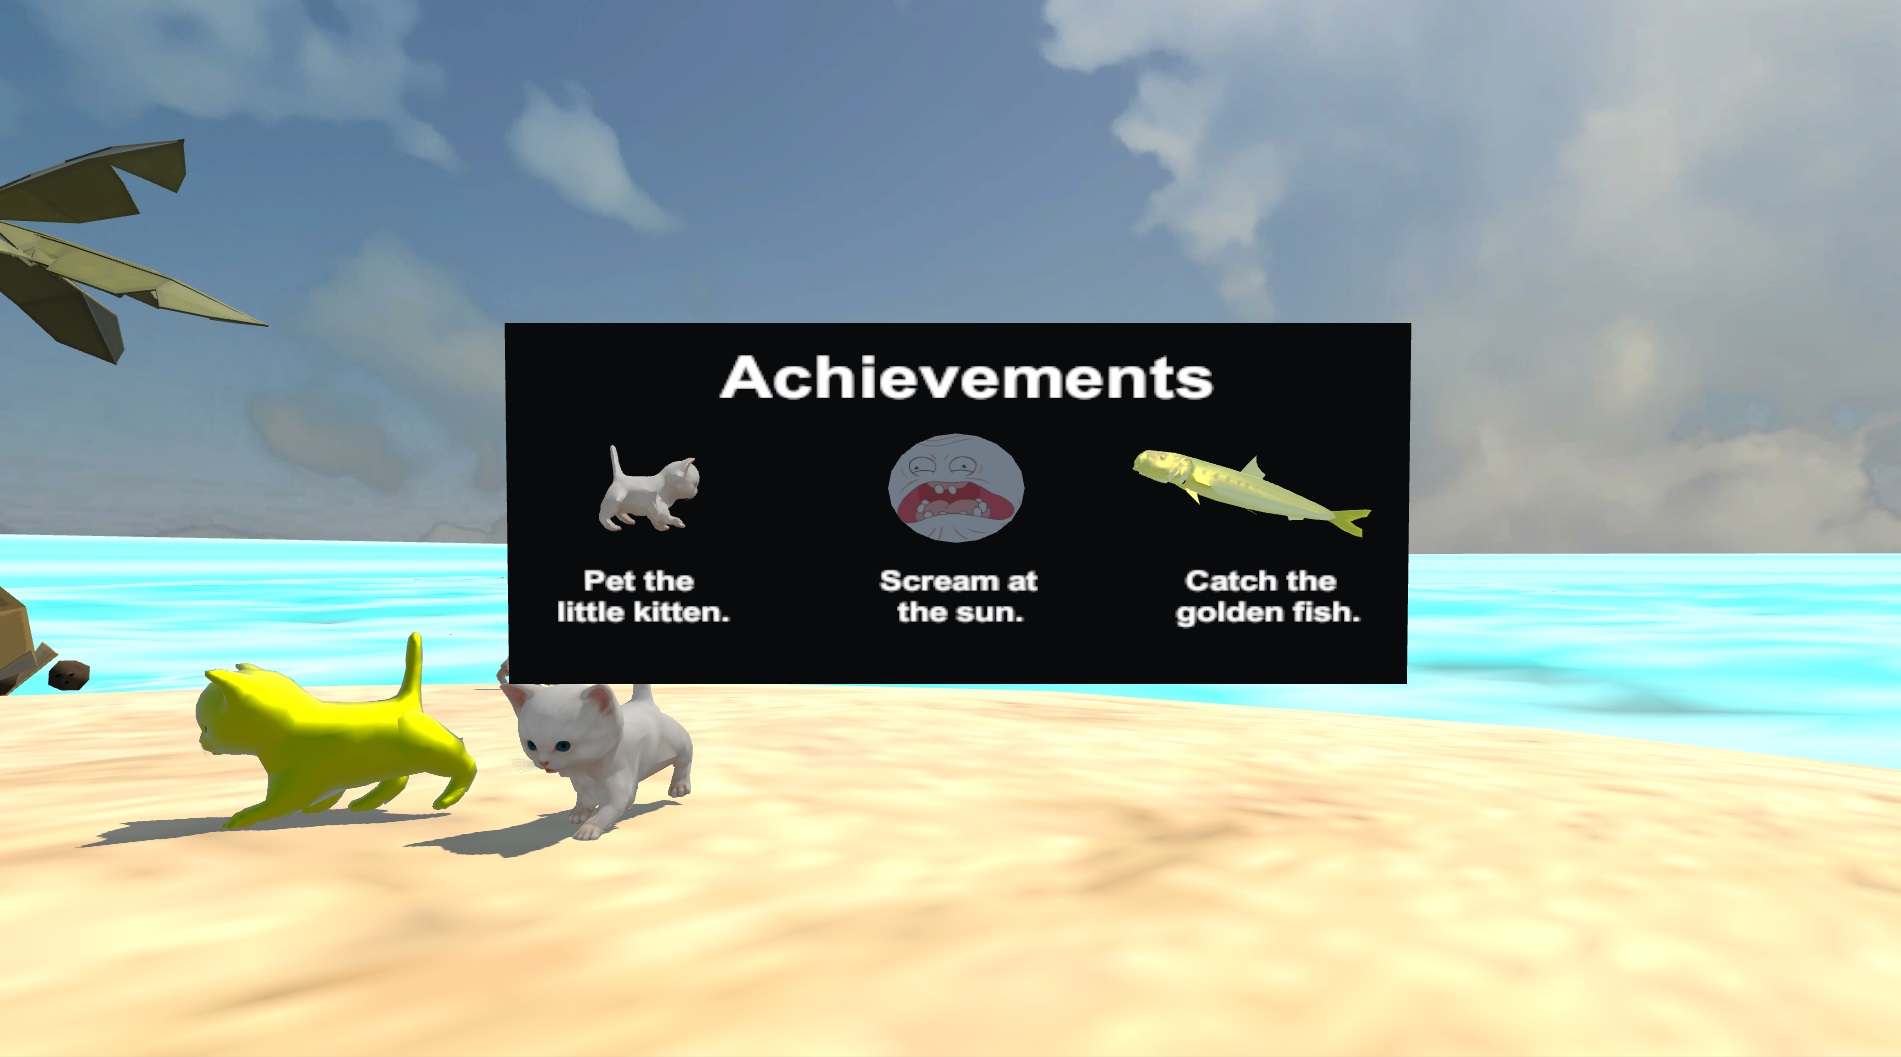 Achievements
Pet the
little kitten.
Scream at
the sun.
Catch the
golden fish.